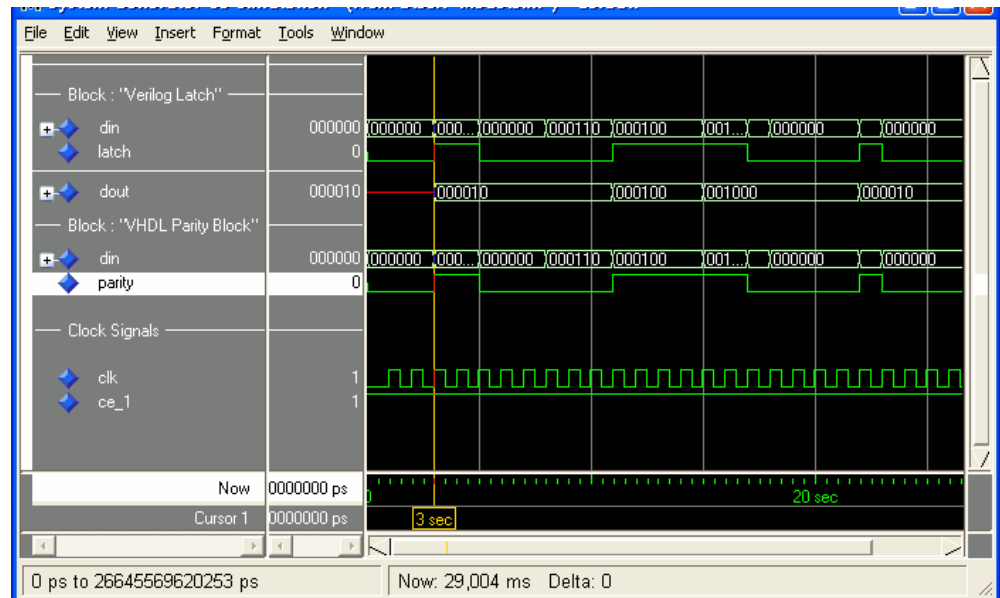 File Edit View Insert Format Tools Window
Block : "Verilog Latch"
din 000000 000000 000... 000000 000110 000100 001... 000000 000000
latch 0
dout 000010 000010 000100 001000 000010
Block : "VHDL Parity Block"
din 000000 000000 000... 000000 000110 000100 001... 000000 000000
parity 0
Clock Signals
clk 1
ce_1 1
Now 0000000 ps 0 20 sec
Cursor 1 0000000 ps 3 sec
0 ps to 26645569620253 ps Now: 29,004 ms Delta: 0